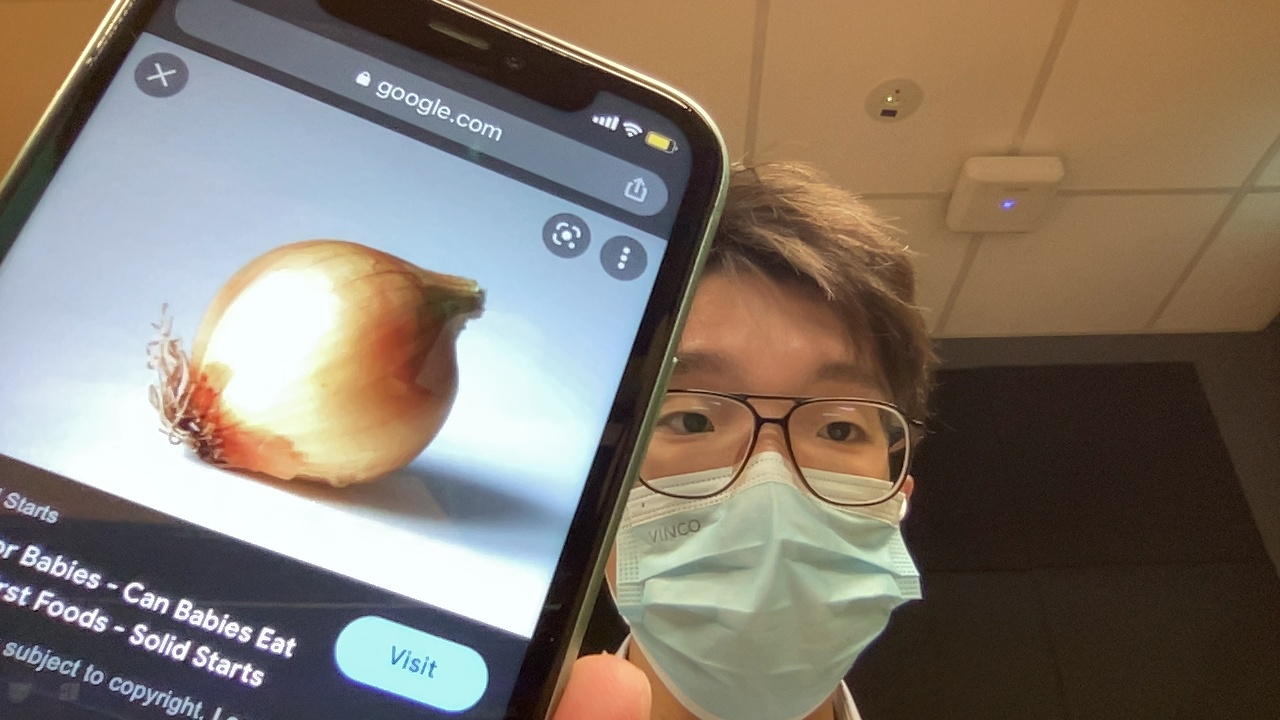 google.com
Starts
or Babies - Can Babies Eat
rst Foods - Solid Starts
subject to copyright.
Visit
VINCO